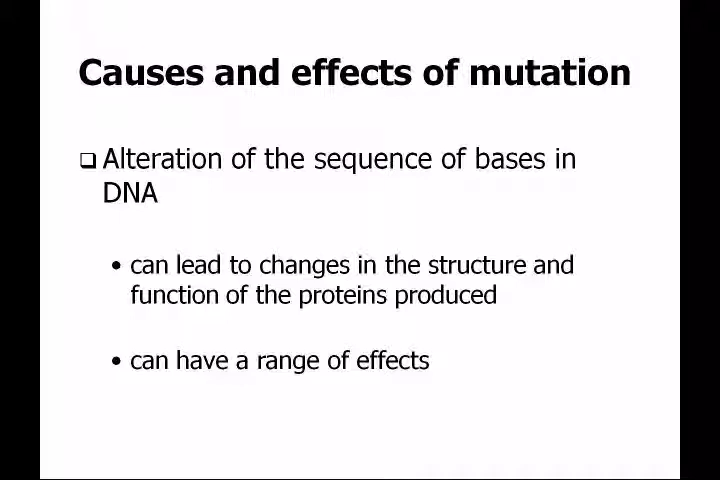 Causes and effects of mutation
❑ Alteration of the sequence of bases in
DNA
• can lead to changes in the structure and
function of the proteins produced
• can have a range of effects